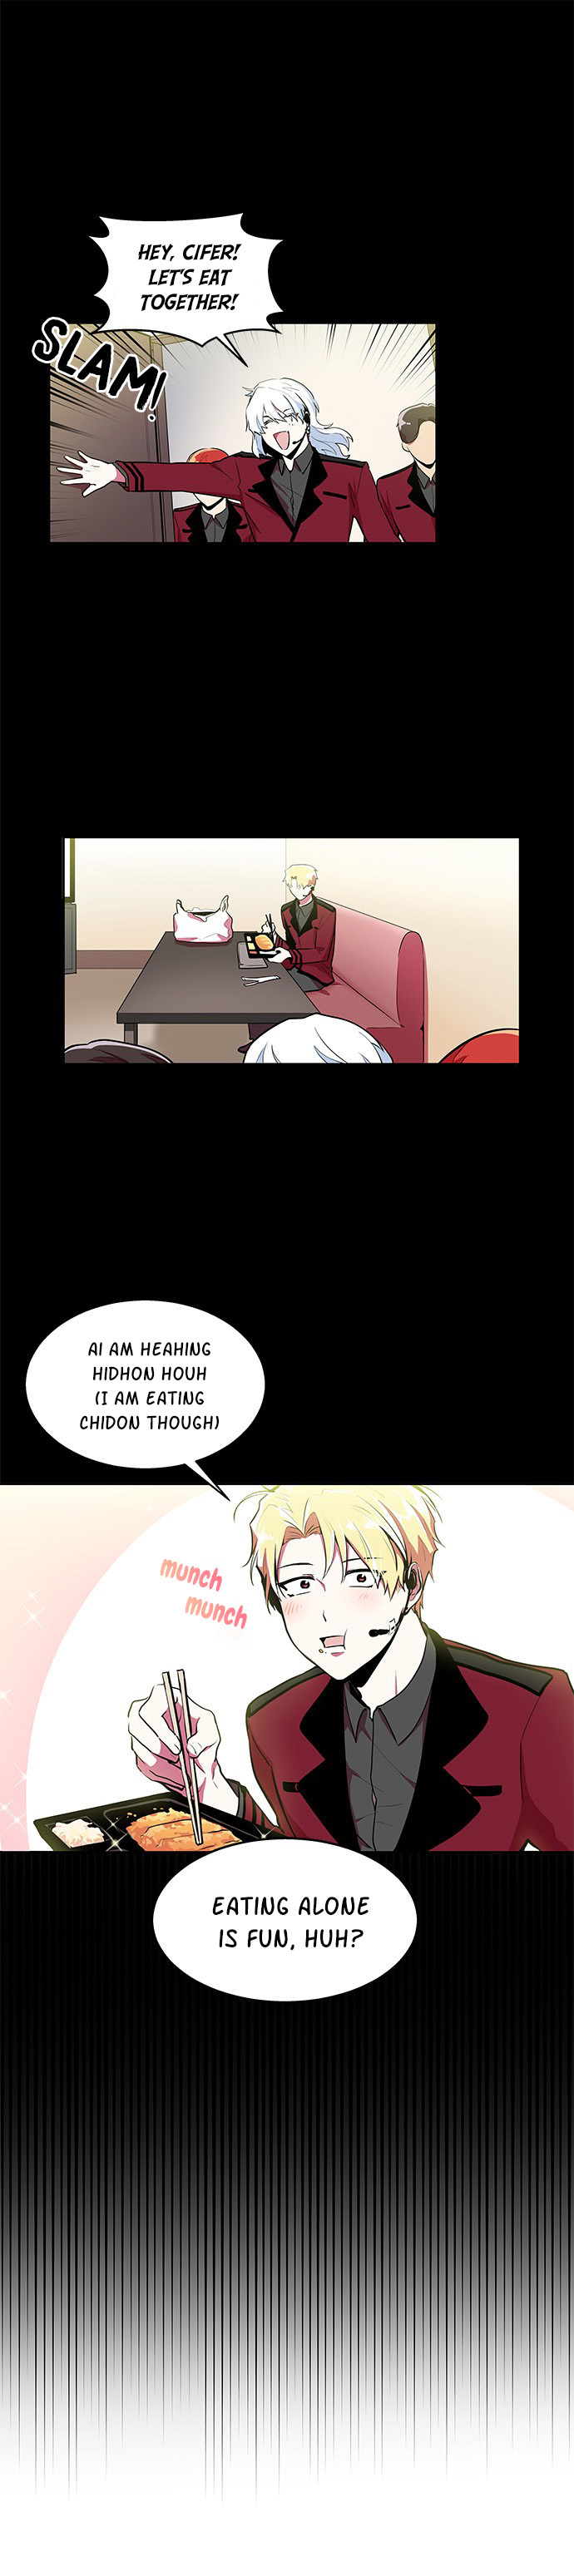 HEY, CIFER!
LET'S EAT
TOGETHER!
SLAM!
AI AM HEAHING
HIDHON HOUH
(I AM EATING
CHIDON THOUGH)
munch
munch
EATING ALONE
IS FUN, HUH?